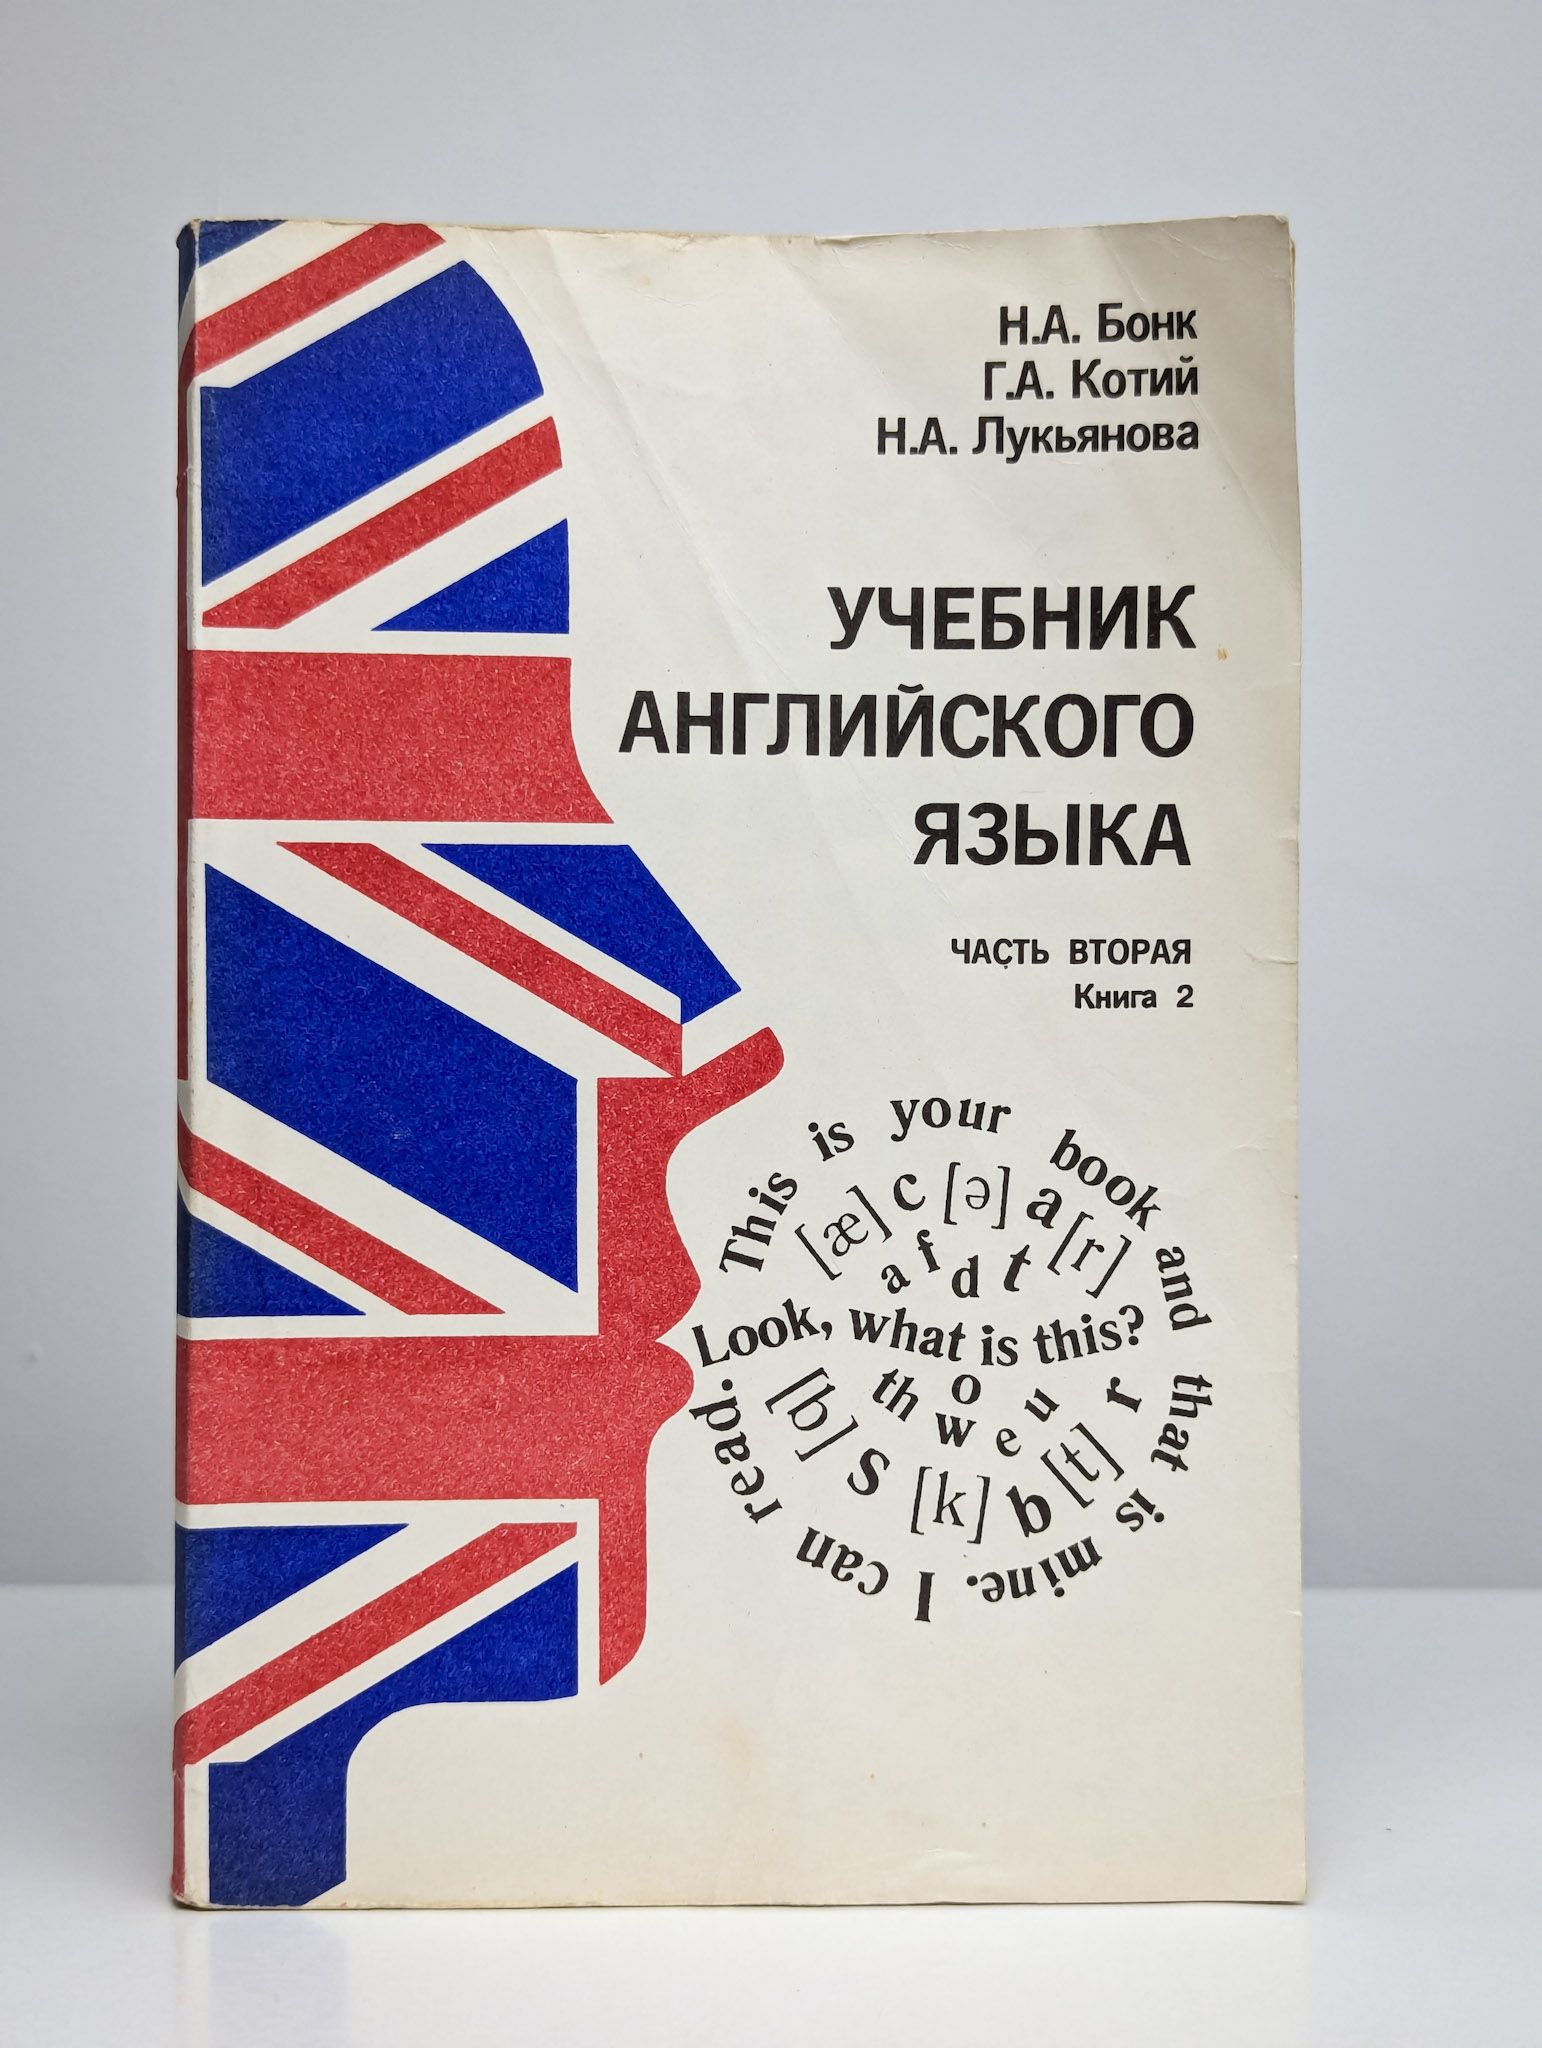 Н.А. Бонк
Г.А. Котий
Н.А. Лукьянова
УЧЕБНИК
АНГЛИЙСКОГО
ЯЗЫКА
ЧАСТЬ ВТОРАЯ
Книга 2
This is your book and that is mine. I can read.
[æ] c [ə] a [r]
a f d t
Look, what is this?
th o w e u r
[b] s [k] b [t]